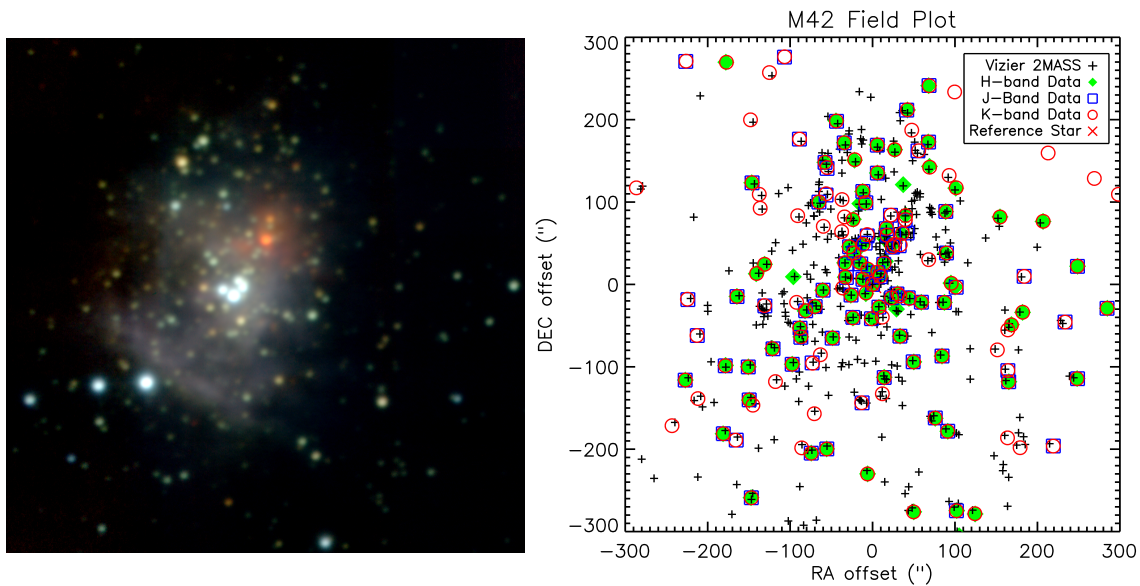 M42 Field Plot
300
200
100
0
−100
−200
−300
DEC offset (")
Vizier 2MASS
H−band Data
J−Band Data
K−band Data
Reference Star
−300 −200 −100 0 100 200 300
RA offset (")